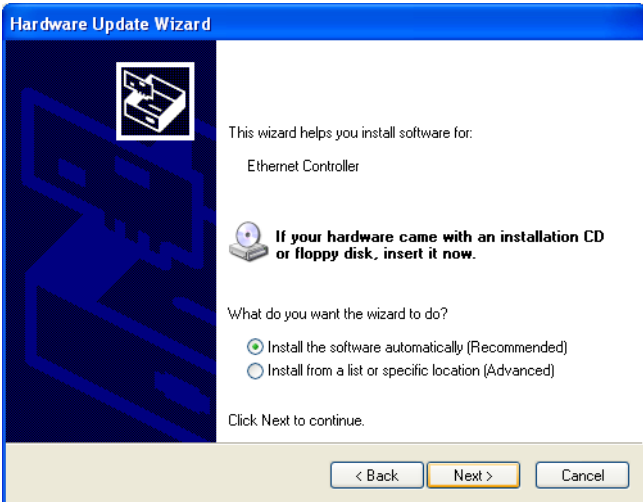 Hardware Update Wizard
This wizard helps you install software for:
Ethernet Controller
If your hardware came with an installation CD
or floppy disk, insert it now.
What do you want the wizard to do?
Install the software automatically (Recommended)
Install from a list or specific location (Advanced)
Click Next to continue.
< Back Next > Cancel